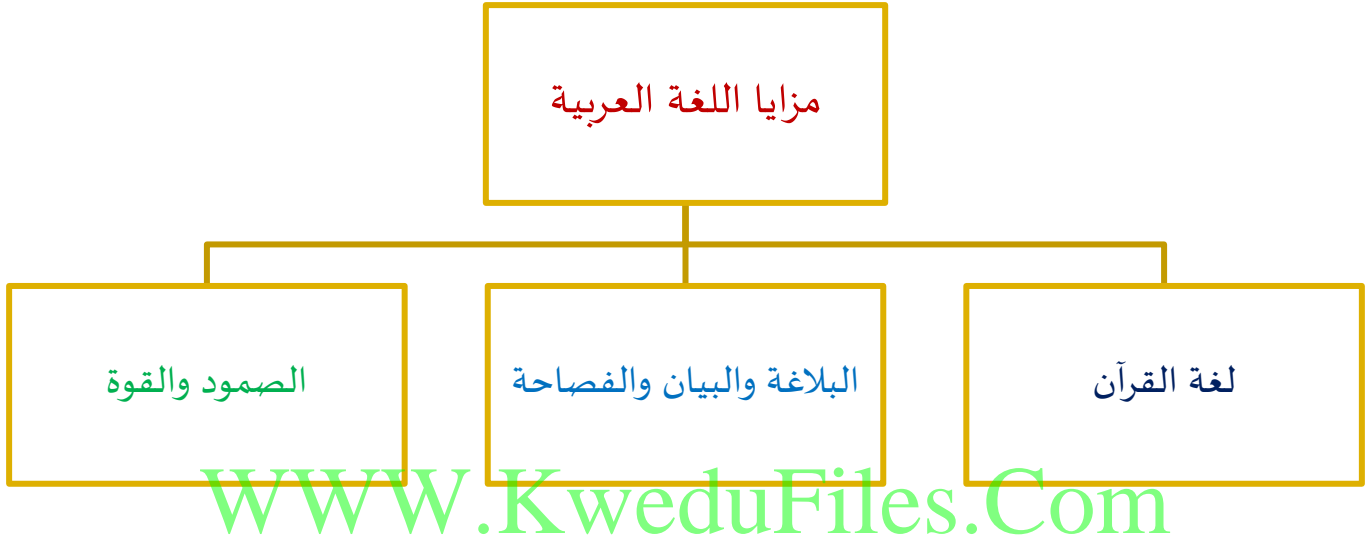 مزايا اللغة العربية
لغة القرآن
البلاغة والبيان والفصاحة
الصمود والقوة
WWW.KweduFiles.Com